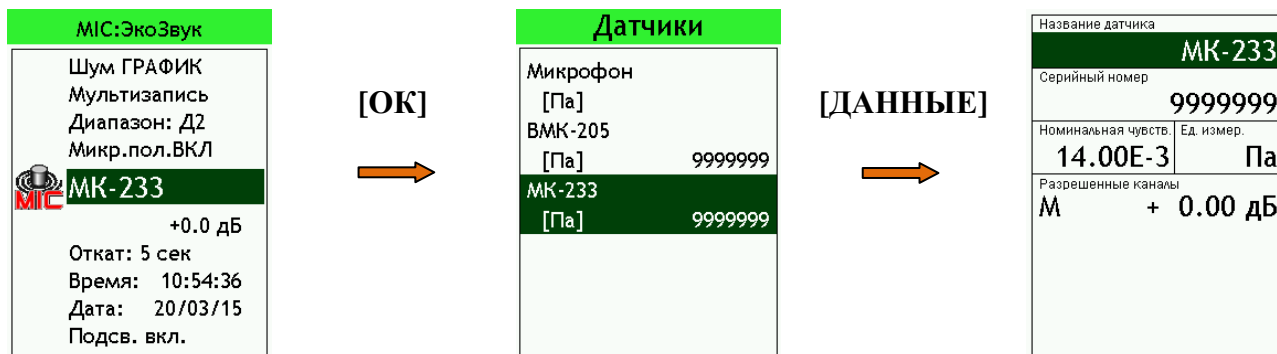 MIC:ЭкоЗвук
Шум ГРАФИК
Мультизапись
Диапазон: Д2
Микр.пол.ВКЛ
MIC
МК-233
+0.0 дБ
Откат: 5 сек
Время: 10:54:36
Дата: 20/03/15
Подсв. вкл.
[ОК]
Датчики
Микрофон
[Па]
ВМК-205
[Па] 9999999
МК-233
[Па] 9999999
[ДАННЫЕ]
Название датчика
МК-233
Серийный номер
9999999
Номинальная чувств. Ед. измер.
14.00E-3 Па
Разрешенные каналы
М + 0.00 дБ